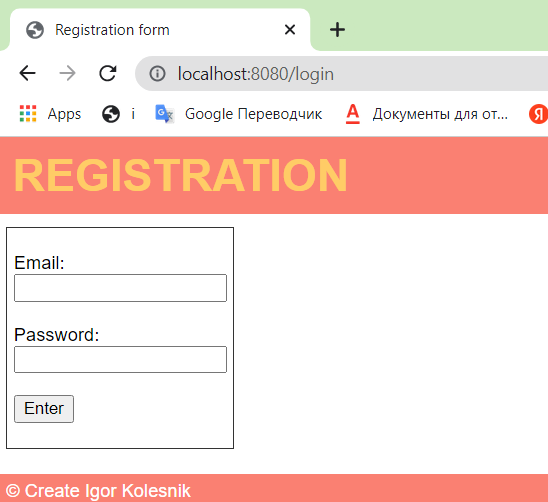 Registration form
localhost:8080/login
Apps i Google Переводчик Документы для от... Я
REGISTRATION
Email:
Password:
Enter
© Create Igor Kolesnik